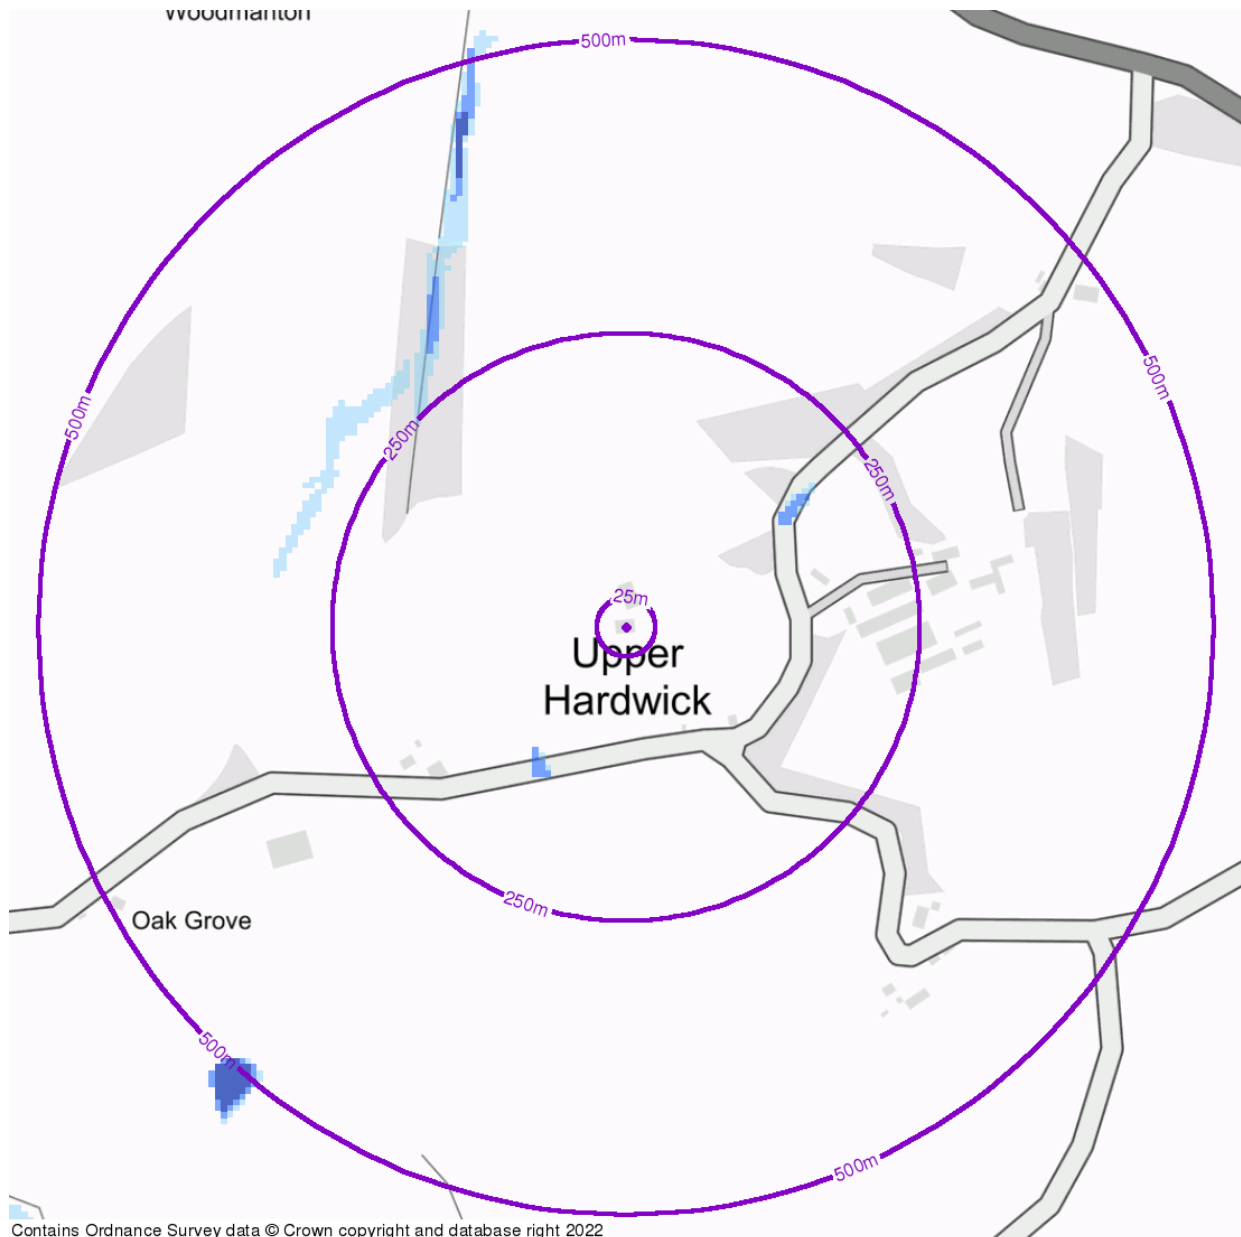 Woodmanton
500m
500m
500m
250m
250m
25m
Upper
Hardwick
250m
Oak Grove
500m
500m
Contains Ordnance Survey data © Crown copyright and database right 2022